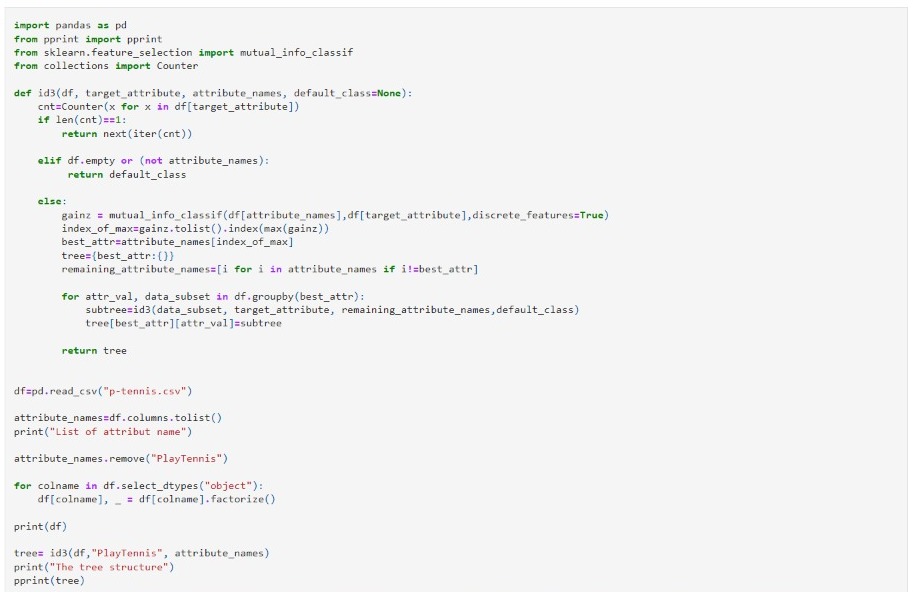 import pandas as pd
from pprint import pprint
from sklearn.feature_selection import mutual_info_classif
from collections import Counter

def id3(df, target_attribute, attribute_names, default_class=None):
    cnt=Counter(x for x in df[target_attribute])
    if len(cnt)==1:
        return next(iter(cnt))

    elif df.empty or (not attribute_names):
         return default_class

    else:
        gainz = mutual_info_classif(df[attribute_names],df[target_attribute],discrete_features=True)
        index_of_max=gainz.tolist().index(max(gainz))
        best_attr=attribute_names[index_of_max]
        tree={best_attr:{}}
        remaining_attribute_names=[i for i in attribute_names if i!=best_attr]

        for attr_val, data_subset in df.groupby(best_attr):
            subtree=id3(data_subset, target_attribute, remaining_attribute_names,default_class)
            tree[best_attr][attr_val]=subtree

        return tree


df=pd.read_csv("p-tennis.csv")

attribute_names=df.columns.tolist()
print("List of attribut name")

attribute_names.remove("PlayTennis")

for colname in df.select_dtypes("object"):
    df[colname], _ = df[colname].factorize()

print(df)

tree= id3(df,"PlayTennis", attribute_names)
print("The tree structure")
pprint(tree)